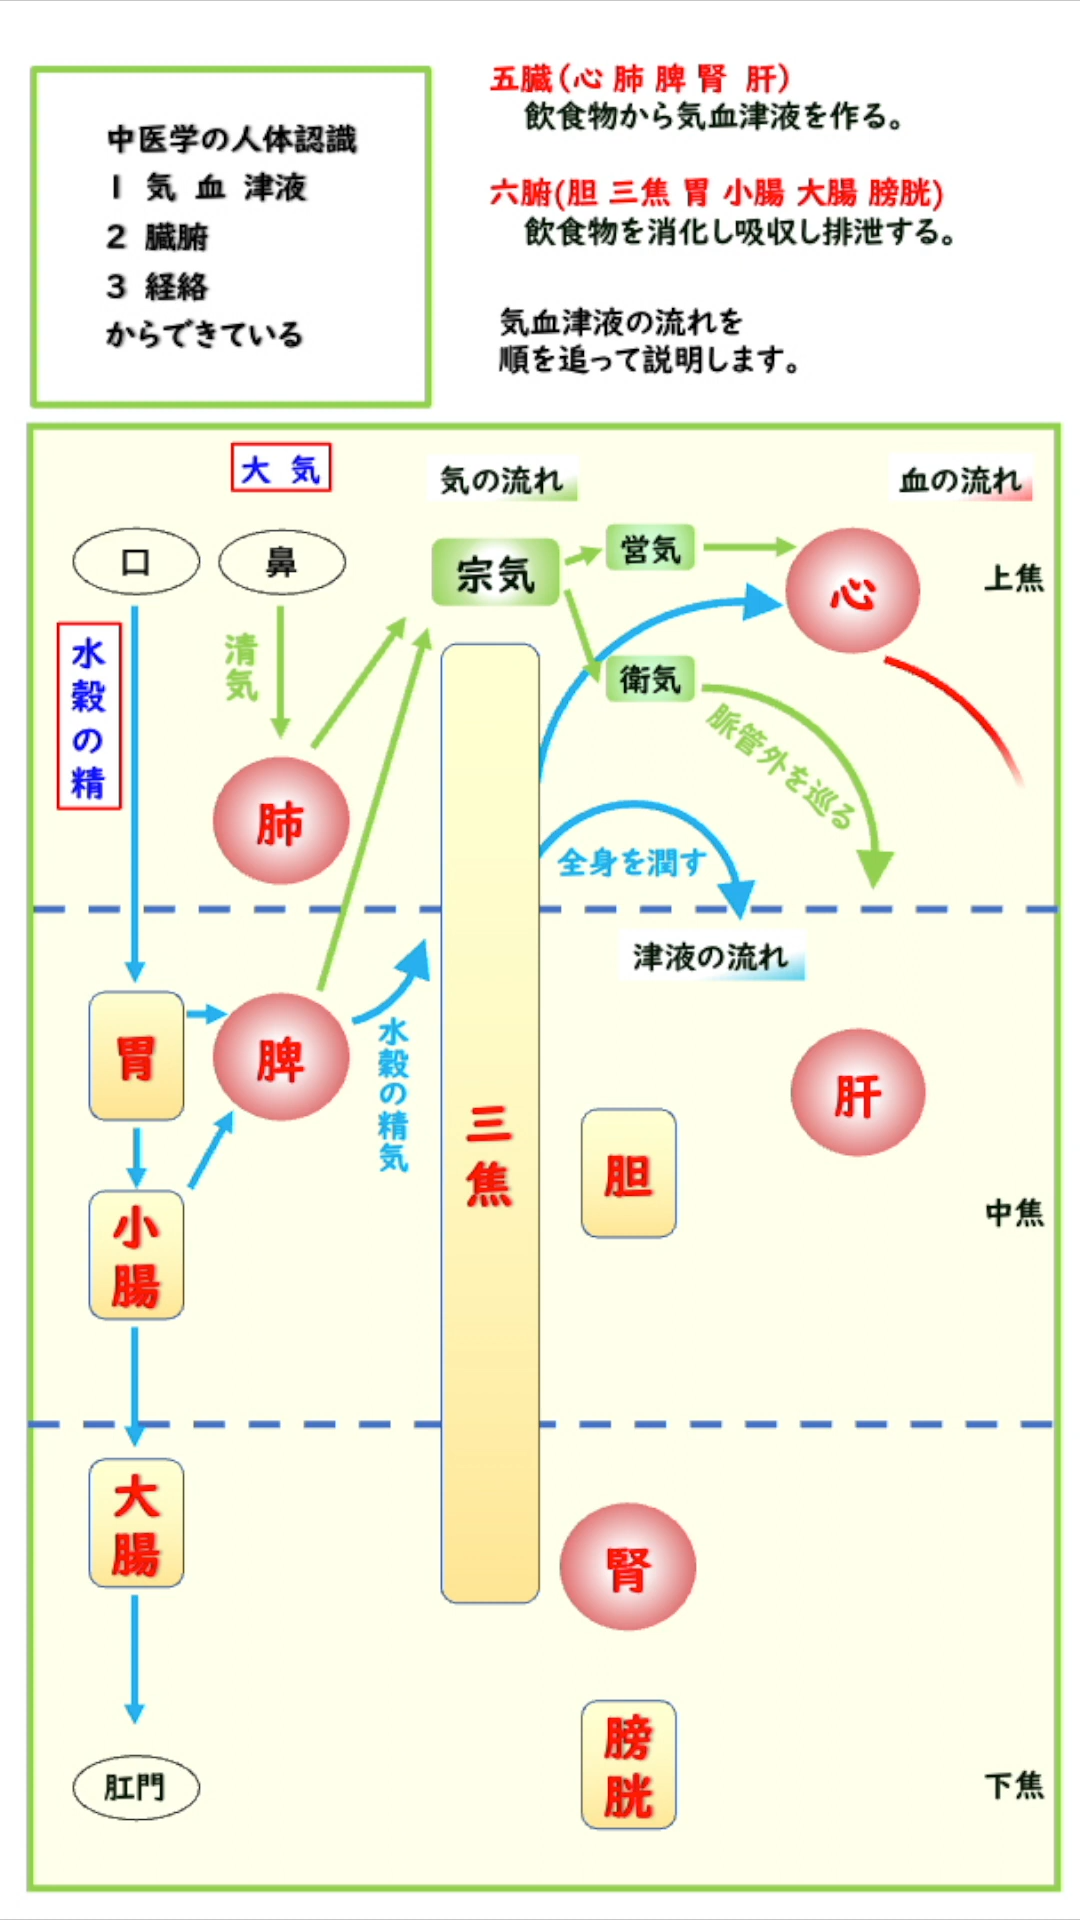 中医学の人体認識
1 気 血 津液
2 臓腑
3 経絡
からできている
五臓(心 肺 脾 腎 肝)
飲食物から気血津液を作る。
六腑(胆 三焦 胃 小腸 大腸 膀胱)
飲食物を消化し吸収し排泄する。
気血津液の流れを
順を追って説明します。
大 気
気の流れ
血の流れ
口
鼻
宗気
営気
心
上焦
水穀の精
清気
衛気
脈管外を巡る
肺
全身を潤す
津液の流れ
胃
脾
水穀の精気
三焦
肝
胆
小腸
中焦
大腸
腎
膀胱
肛門
下焦